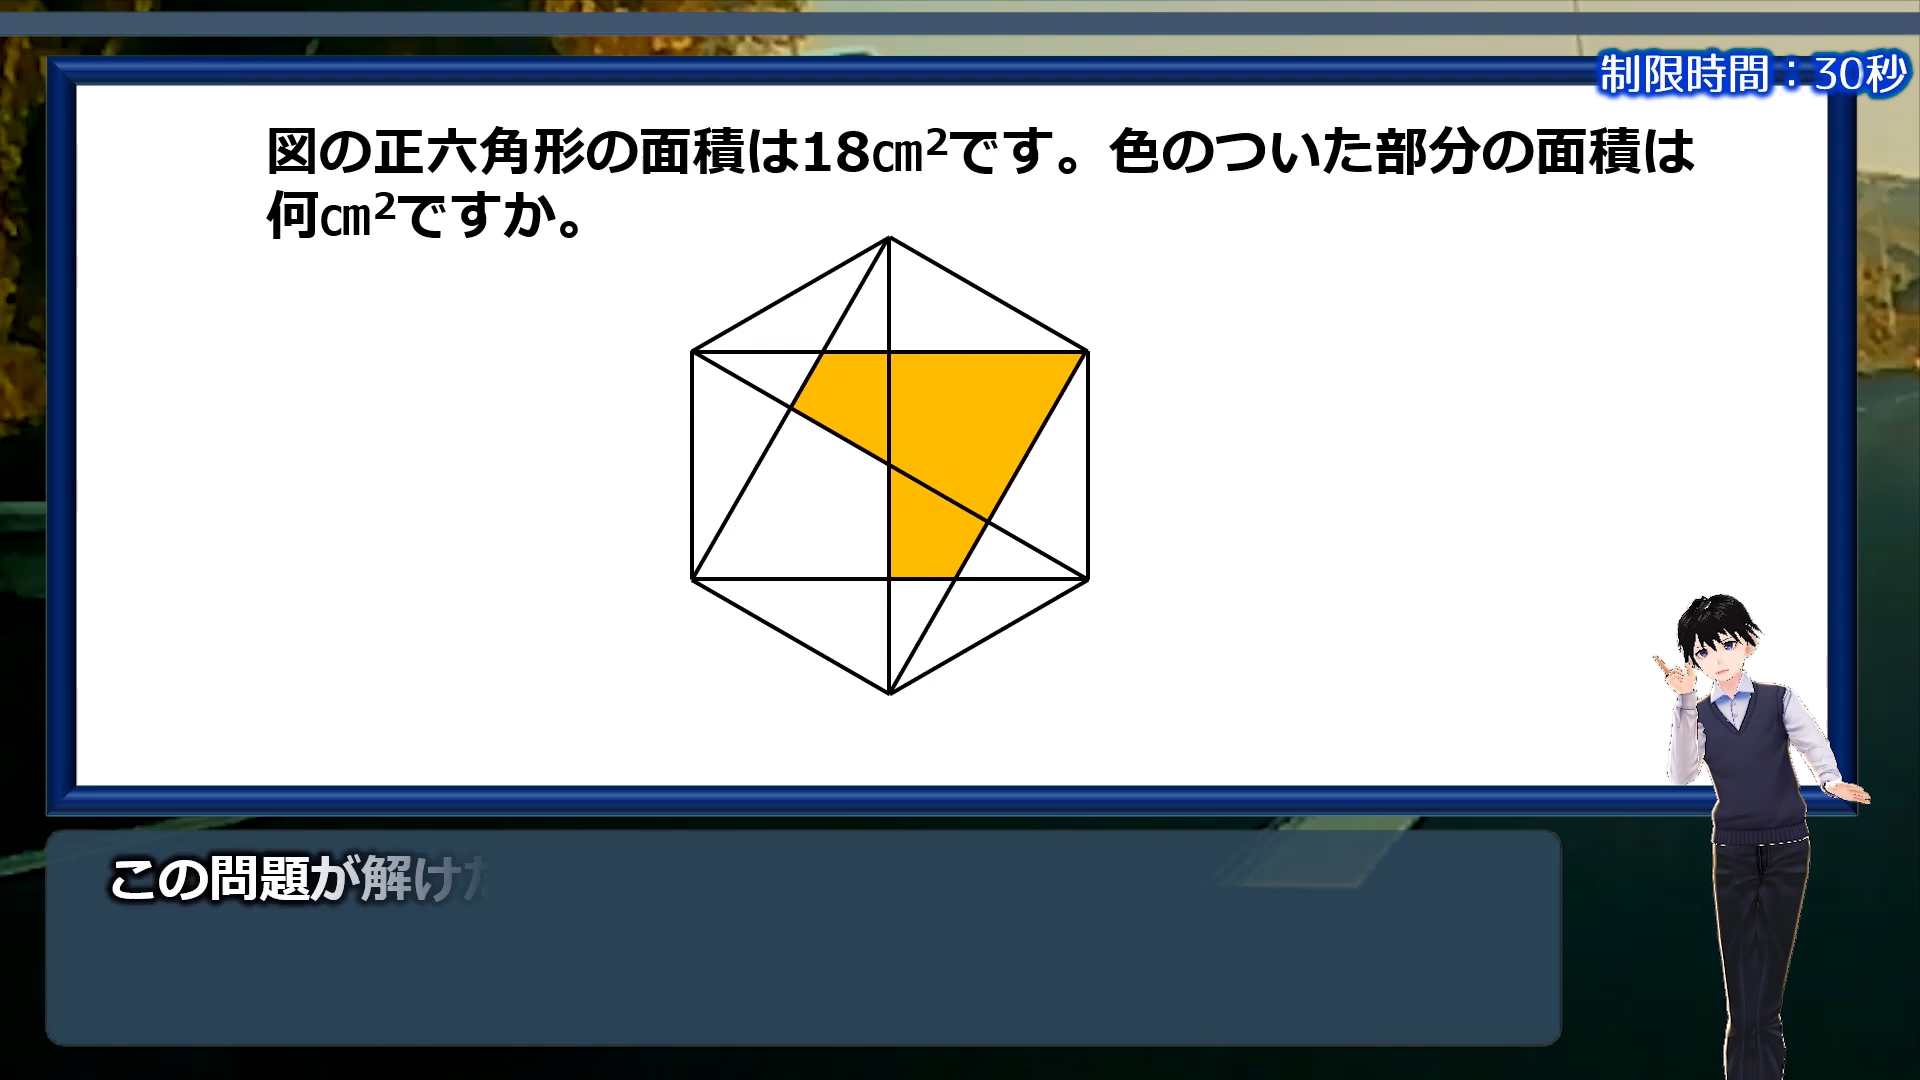 制限時間：30秒
図の正六角形の面積は18㎝²です。色のついた部分の面積は
何㎝²ですか。
この問題が解けた